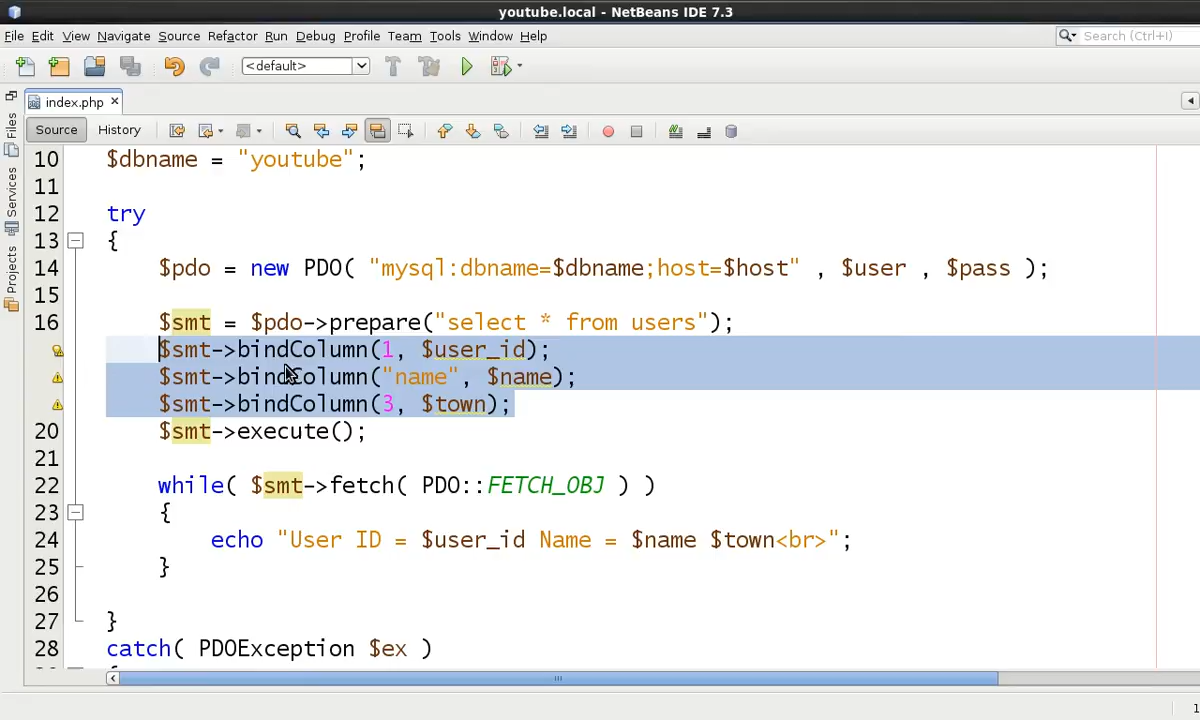 youtube.local - NetBeans IDE 7.3
File Edit View Navigate Source Refactor Run Debug Profile Team Tools Window Help
Search (Ctrl+I)
<default>
index.php
Source History
Files
Services
Projects
10 $dbname = "youtube";
11
12 try
13 {
14 $pdo = new PDO( "mysql:dbname=$dbname;host=$host" , $user , $pass );
15
16 $smt = $pdo->prepare("select * from users");
$smt->bindColumn(1, $user_id);
$smt->bindColumn("name", $name);
$smt->bindColumn(3, $town);
20 $smt->execute();
21
22 while( $smt->fetch( PDO::FETCH_OBJ ) )
23 {
24 echo "User ID = $user_id Name = $name $town<br>";
25 }
26
27 }
28 catch( PDOException $ex )